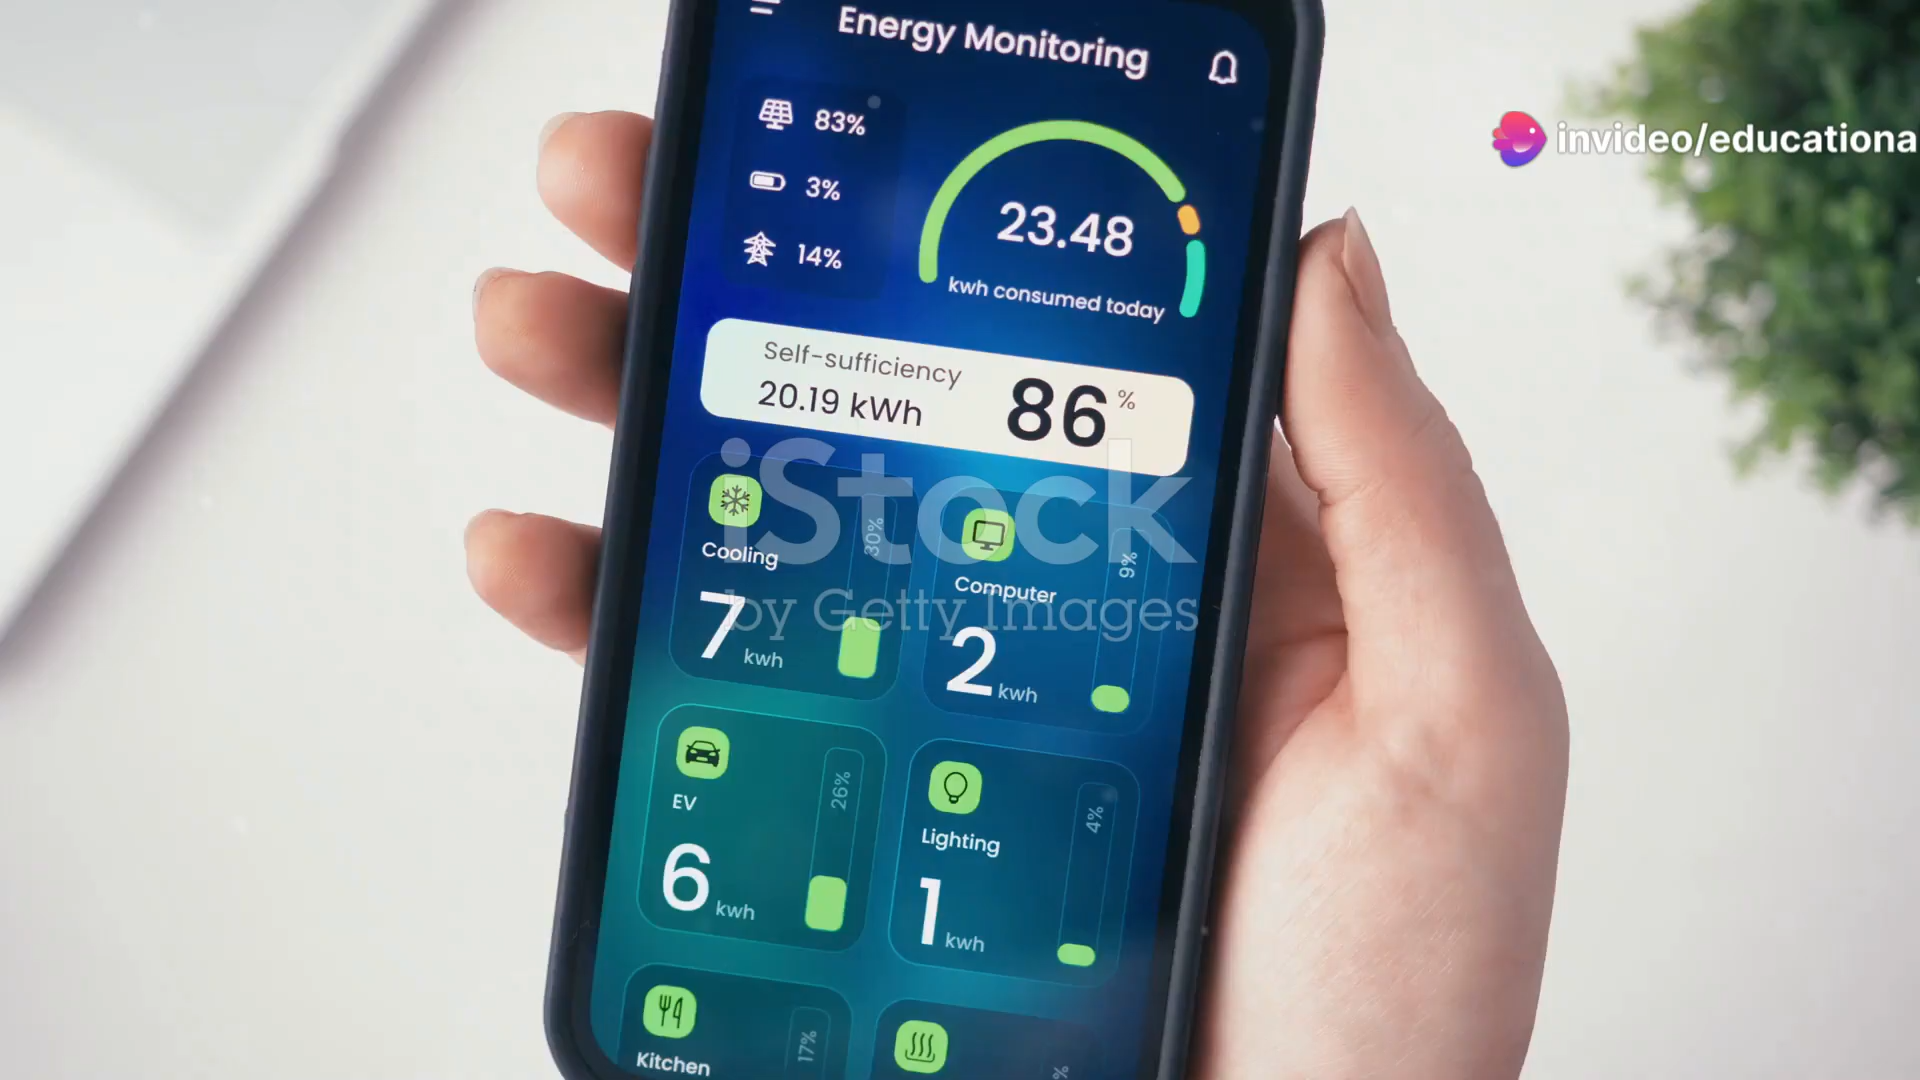 Energy Monitoring
invideo/educationa
83%
3%
14%
23.48
kwh consumed today
Self-sufficiency
20.19 kWh
86%
iStock
by Getty Images
Cooling
30%
7 kwh
Computer
9%
2 kwh
EV
26%
6 kwh
Lighting
4%
1 kwh
Kitchen
17%
%